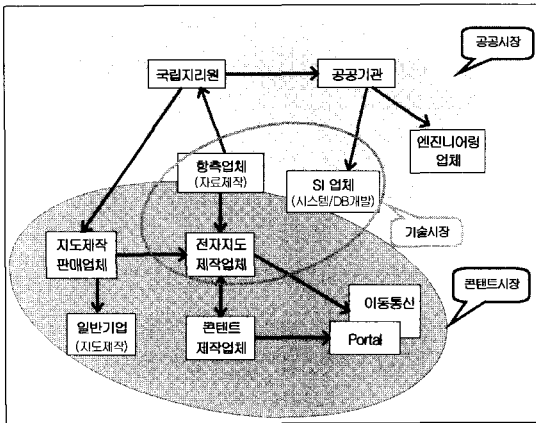 공공시장
국립지리원
공공기관
엔진니어링
업체
항측업체
(자료제작)
SI 업체
(시스템/DB개발)
기술시장
지도제작
판매업체
전자지도
제작업체
콘탠트시장
이동통신
일반기업
(지도제작)
콘탠트
제작업체
Portal